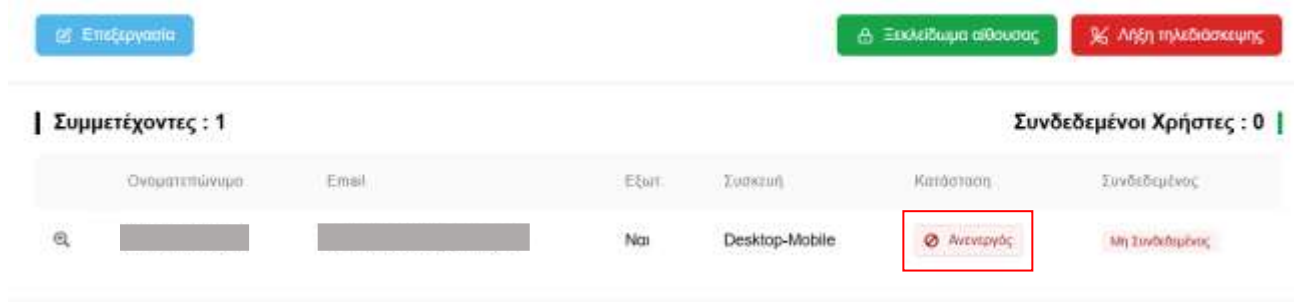 Επεξεργασία Ξεκλείδωμα αίθουσας Λήξη τηλεδιάσκεψης
Συμμετέχοντες : 1 Συνδεδεμένοι Χρήστες : 0
Ονοματεπώνυμο Email Εξωτ. Συσκευή Κατάσταση Συνδεδεμένος
Ναι Desktop-Mobile Ανενεργός Μη Συνδεδεμένος